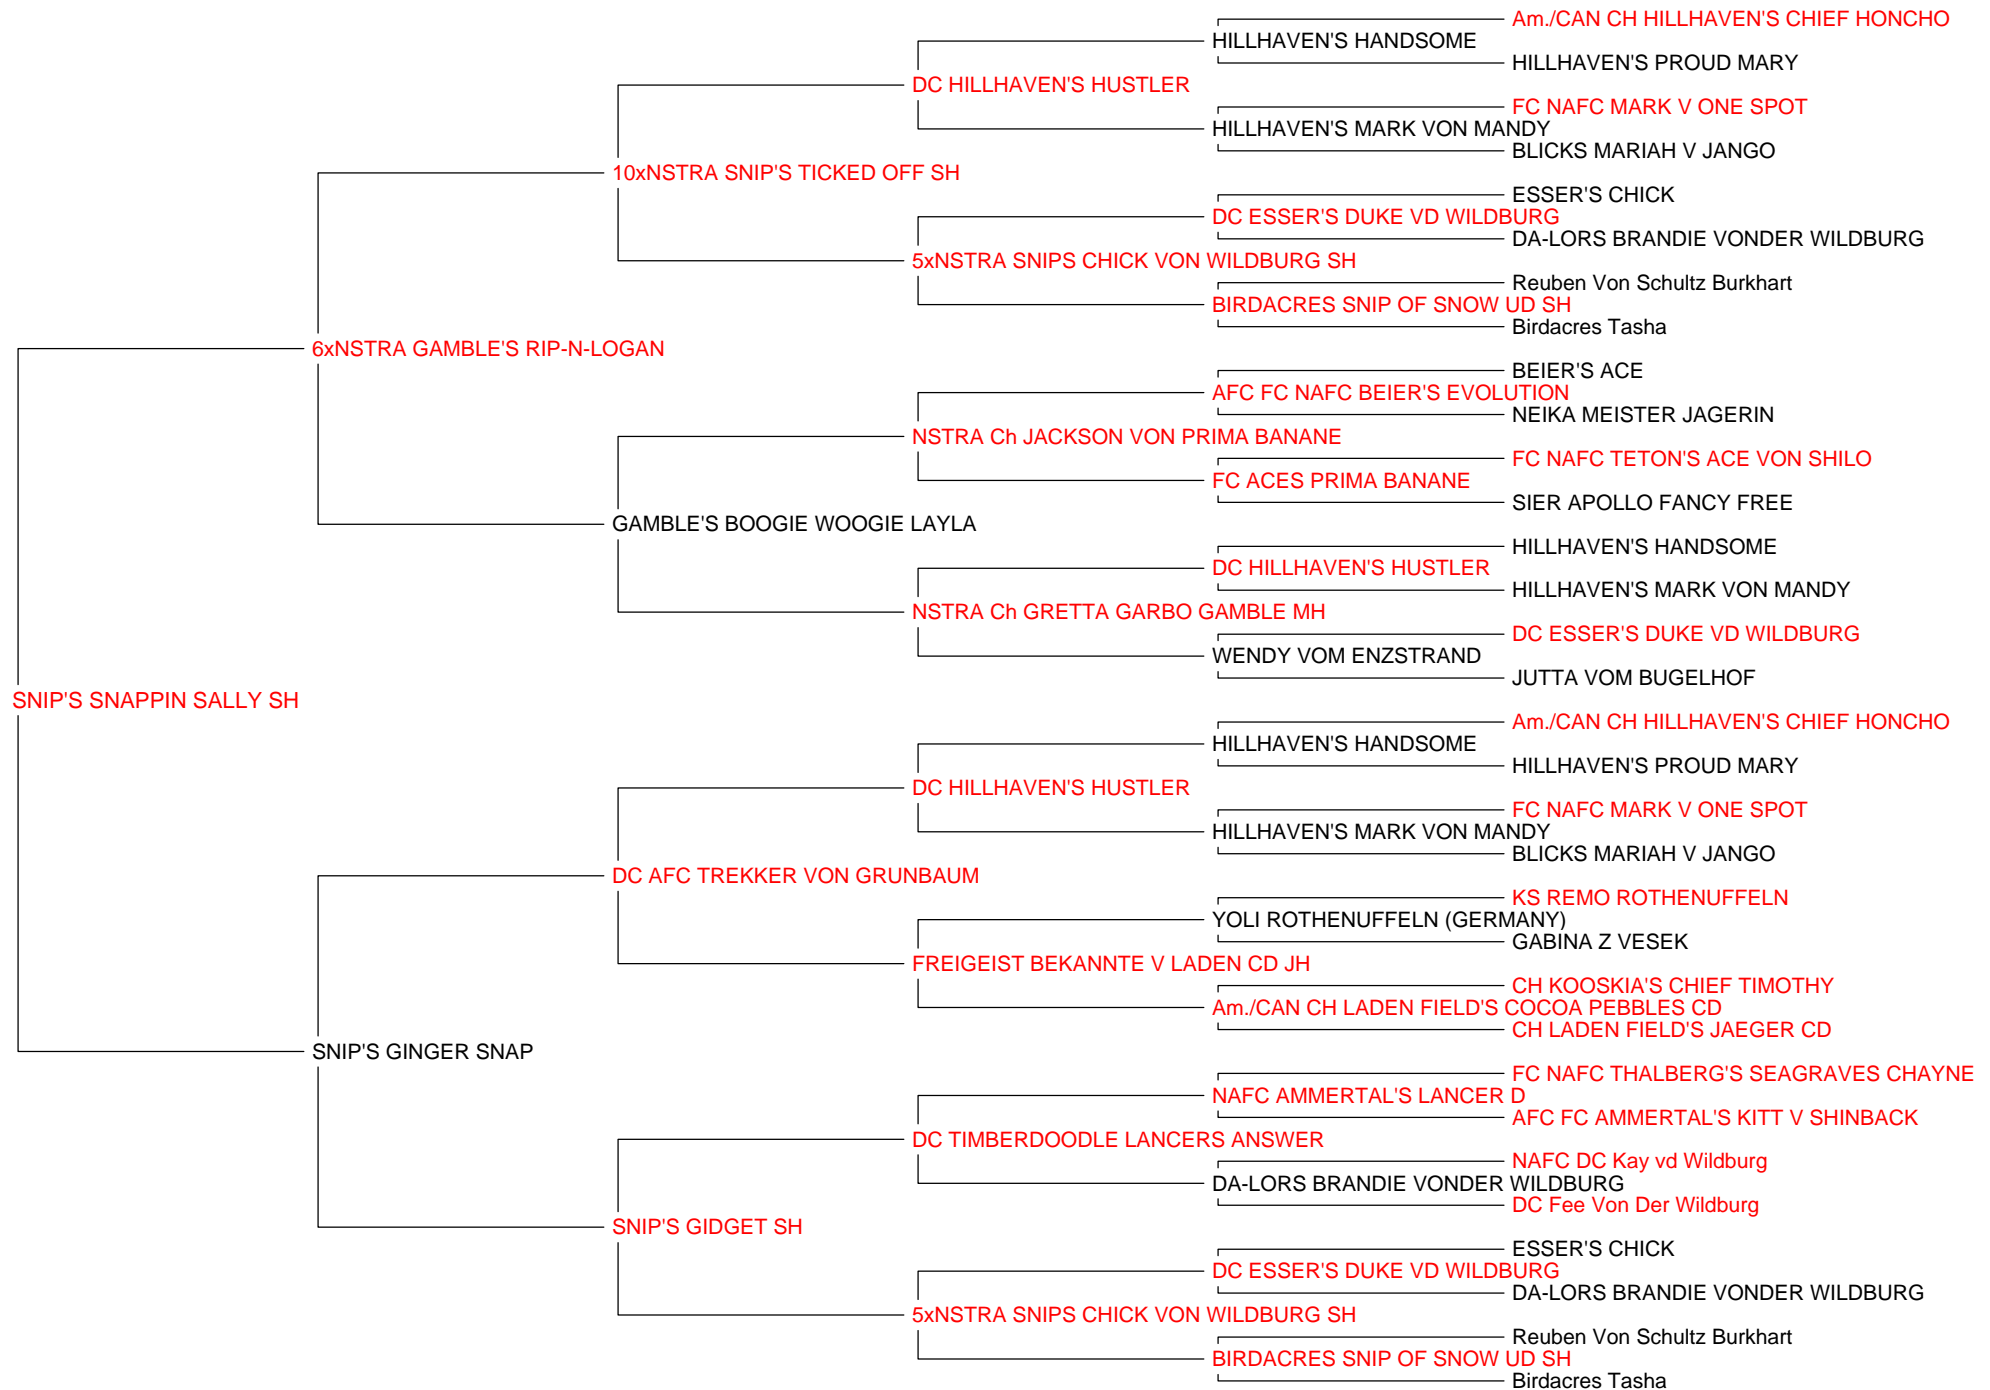 Am./CAN CH HILLHAVEN'S CHIEF HONCHO
HILLHAVEN'S HANDSOME
HILLHAVEN'S PROUD MARY
DC HILLHAVEN'S HUSTLER
FC NAFC MARK V ONE SPOT
HILLHAVEN'S MARK VON MANDY
BLICKS MARIAH V JANGO
10xNSTRA SNIP'S TICKED OFF SH
ESSER'S CHICK
DC ESSER'S DUKE VD WILDBURG
DA-LORS BRANDIE VONDER WILDBURG
5xNSTRA SNIPS CHICK VON WILDBURG SH
Reuben Von Schultz Burkhart
BIRDACRES SNIP OF SNOW UD SH
Birdacres Tasha
6xNSTRA GAMBLE'S RIP-N-LOGAN
BEIER'S ACE
AFC FC NAFC BEIER'S EVOLUTION
NEIKA MEISTER JAGERIN
NSTRA Ch JACKSON VON PRIMA BANANE
FC NAFC TETON'S ACE VON SHILO
FC ACES PRIMA BANANE
SIER APOLLO FANCY FREE
GAMBLE'S BOOGIE WOOGIE LAYLA
HILLHAVEN'S HANDSOME
DC HILLHAVEN'S HUSTLER
HILLHAVEN'S MARK VON MANDY
NSTRA Ch GRETTA GARBO GAMBLE MH
DC ESSER'S DUKE VD WILDBURG
WENDY VOM ENZSTRAND
JUTTA VOM BUGELHOF
SNIP'S SNAPPIN SALLY SH
Am./CAN CH HILLHAVEN'S CHIEF HONCHO
HILLHAVEN'S HANDSOME
HILLHAVEN'S PROUD MARY
DC HILLHAVEN'S HUSTLER
FC NAFC MARK V ONE SPOT
HILLHAVEN'S MARK VON MANDY
BLICKS MARIAH V JANGO
DC AFC TREKKER VON GRUNBAUM
KS REMO ROTHENUFFELN
YOLI ROTHENUFFELN (GERMANY)
GABINA Z VESEK
FREIGEIST BEKANNTE V LADEN CD JH
CH KOOSKIA'S CHIEF TIMOTHY
Am./CAN CH LADEN FIELD'S COCOA PEBBLES CD
CH LADEN FIELD'S JAEGER CD
SNIP'S GINGER SNAP
FC NAFC THALBERG'S SEAGRAVES CHAYNE
NAFC AMMERTAL'S LANCER D
AFC FC AMMERTAL'S KITT V SHINBACK
DC TIMBERDOODLE LANCERS ANSWER
NAFC DC Kay vd Wildburg
DA-LORS BRANDIE VONDER WILDBURG
DC Fee Von Der Wildburg
SNIP'S GIDGET SH
ESSER'S CHICK
DC ESSER'S DUKE VD WILDBURG
DA-LORS BRANDIE VONDER WILDBURG
5xNSTRA SNIPS CHICK VON WILDBURG SH
Reuben Von Schultz Burkhart
BIRDACRES SNIP OF SNOW UD SH
Birdacres Tasha